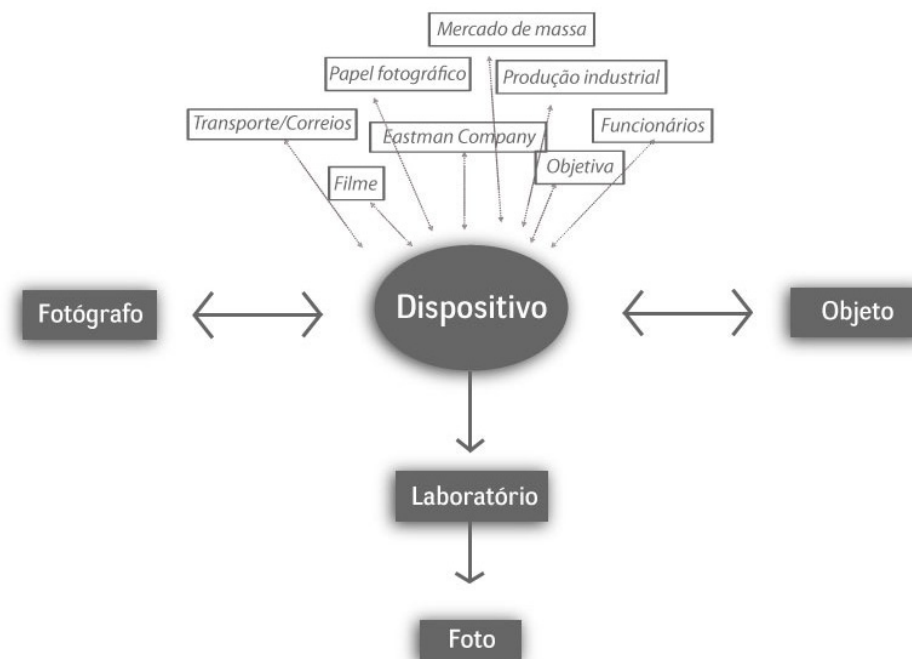 Mercado de massa
Papel fotográfico
Produção industrial
Transporte/Correios
Eastman Company
Funcionários
Filme
Objetiva
Fotógrafo
Dispositivo
Objeto
Laboratório
Foto